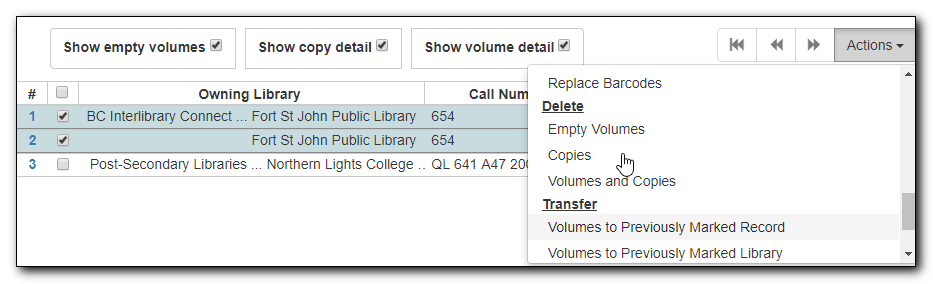 Show empty volumes Show copy detail Show volume detail Actions
# Owning Library Call Num
1 BC Interlibrary Connect ... Fort St John Public Library 654
2 Fort St John Public Library 654
3 Post-Secondary Libraries ... Northern Lights College .. QL 641 A47 200
Replace Barcodes
Delete
Empty Volumes
Copies
Volumes and Copies
Transfer
Volumes to Previously Marked Record
Volumes to Previously Marked Library